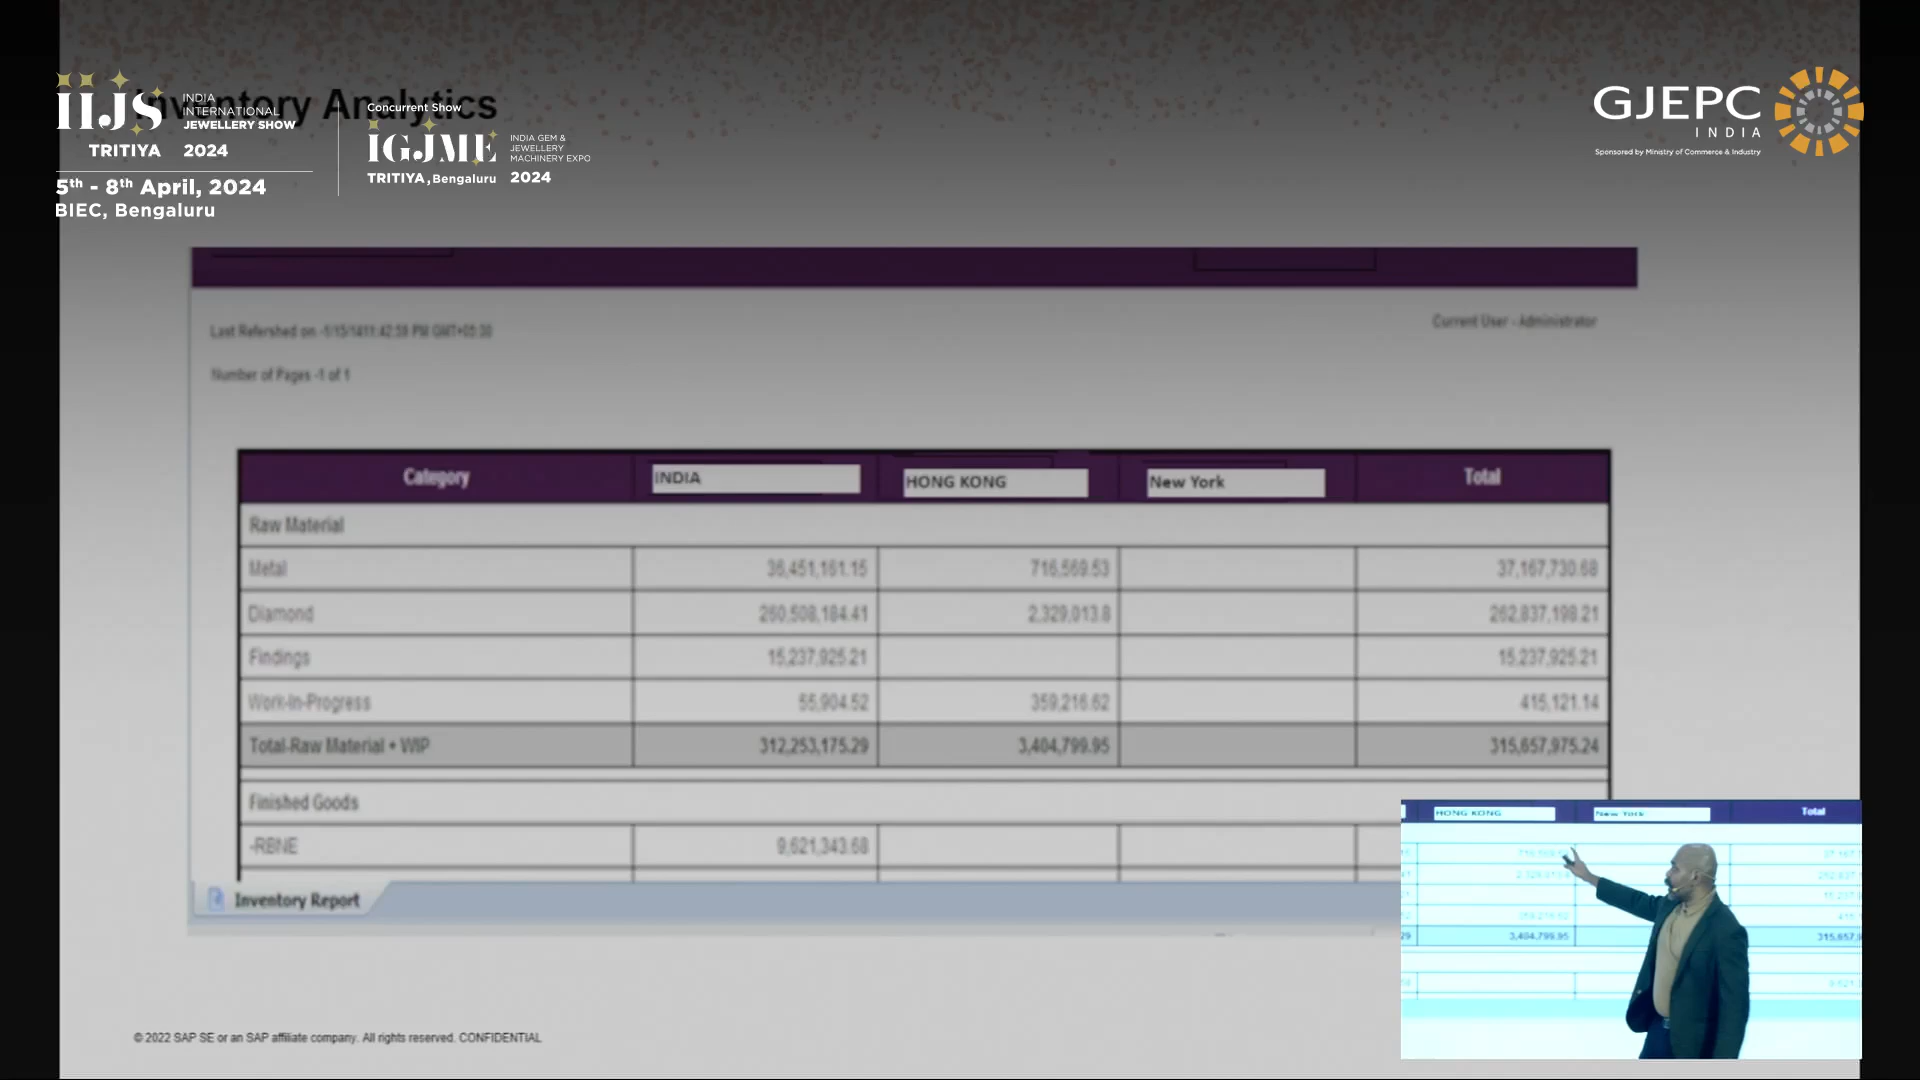 Inventory Analytics
IIJS
INDIA
INTERNATIONAL
JEWELLERY SHOW
TRITIYA 2024
5th - 8th April, 2024
BIEC, Bengaluru
Concurrent Show
IGJME
INDIA GEM &
JEWELLERY
MACHINERY EXPO
TRITIYA, Bengaluru 2024
GJEPC
INDIA
Sponsored by Ministry of Commerce & Industry
Last Refershed on
Current User - Administrator
Number of Pages -1 of 1
Category INDIA HONG KONG New York Total
Raw Material
Metal 36,451,161.15 716,569.53 37,167,730.68
Diamond 260,508,184.41 2,329,013.8 262,837,198.21
Findings 15,237,925.21 15,237,925.21
Work-In-Progress 55,904.52 359,216.62 415,121.14
Total-Raw Material + WIP 312,253,175.29 3,404,799.95 315,657,975.24
Finished Goods
-RBNE 9,621,343.68
Inventory Report
© 2022 SAP SE or an SAP affiliate company. All rights reserved. CONFIDENTIAL
HONG KONG New York Total
3,404,799.95